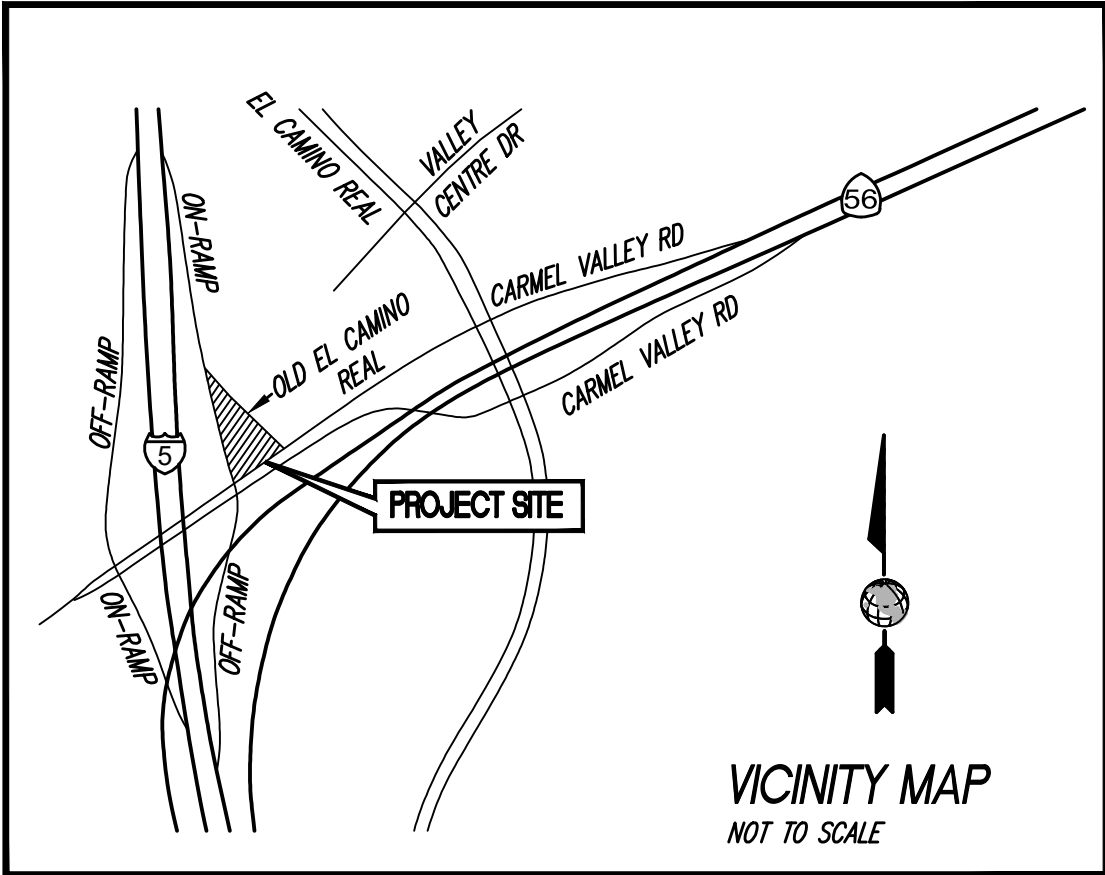 EL CAMINO REAL
VALLEY
CENTRE DR
56
ON-RAMP
CARMEL VALLEY RD
OLD EL CAMINO
REAL
CARMEL VALLEY RD
OFF-RAMP
5
PROJECT SITE
ON-RAMP
OFF-RAMP
VICINITY MAP
NOT TO SCALE